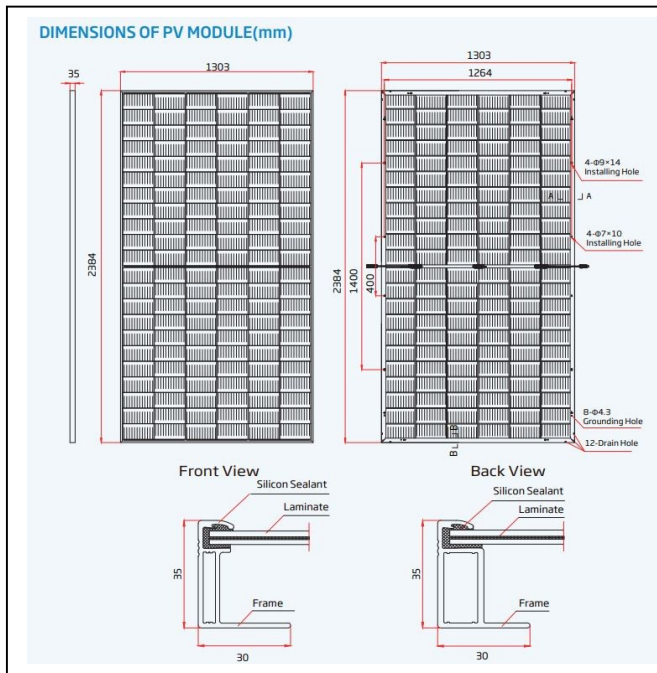 DIMENSIONS OF PV MODULE(mm)
35
1303
2384
1303
1264
2384
1400
400
4-Φ9×14
Installing Hole
A
A
4-Φ7×10
Installing Hole
8-Φ4.3
Grounding Hole
12-Drain Hole
B
B
Front View
Back View
Silicon Sealant
Laminate
35
Frame
30
Silicon Sealant
Laminate
35
Frame
30